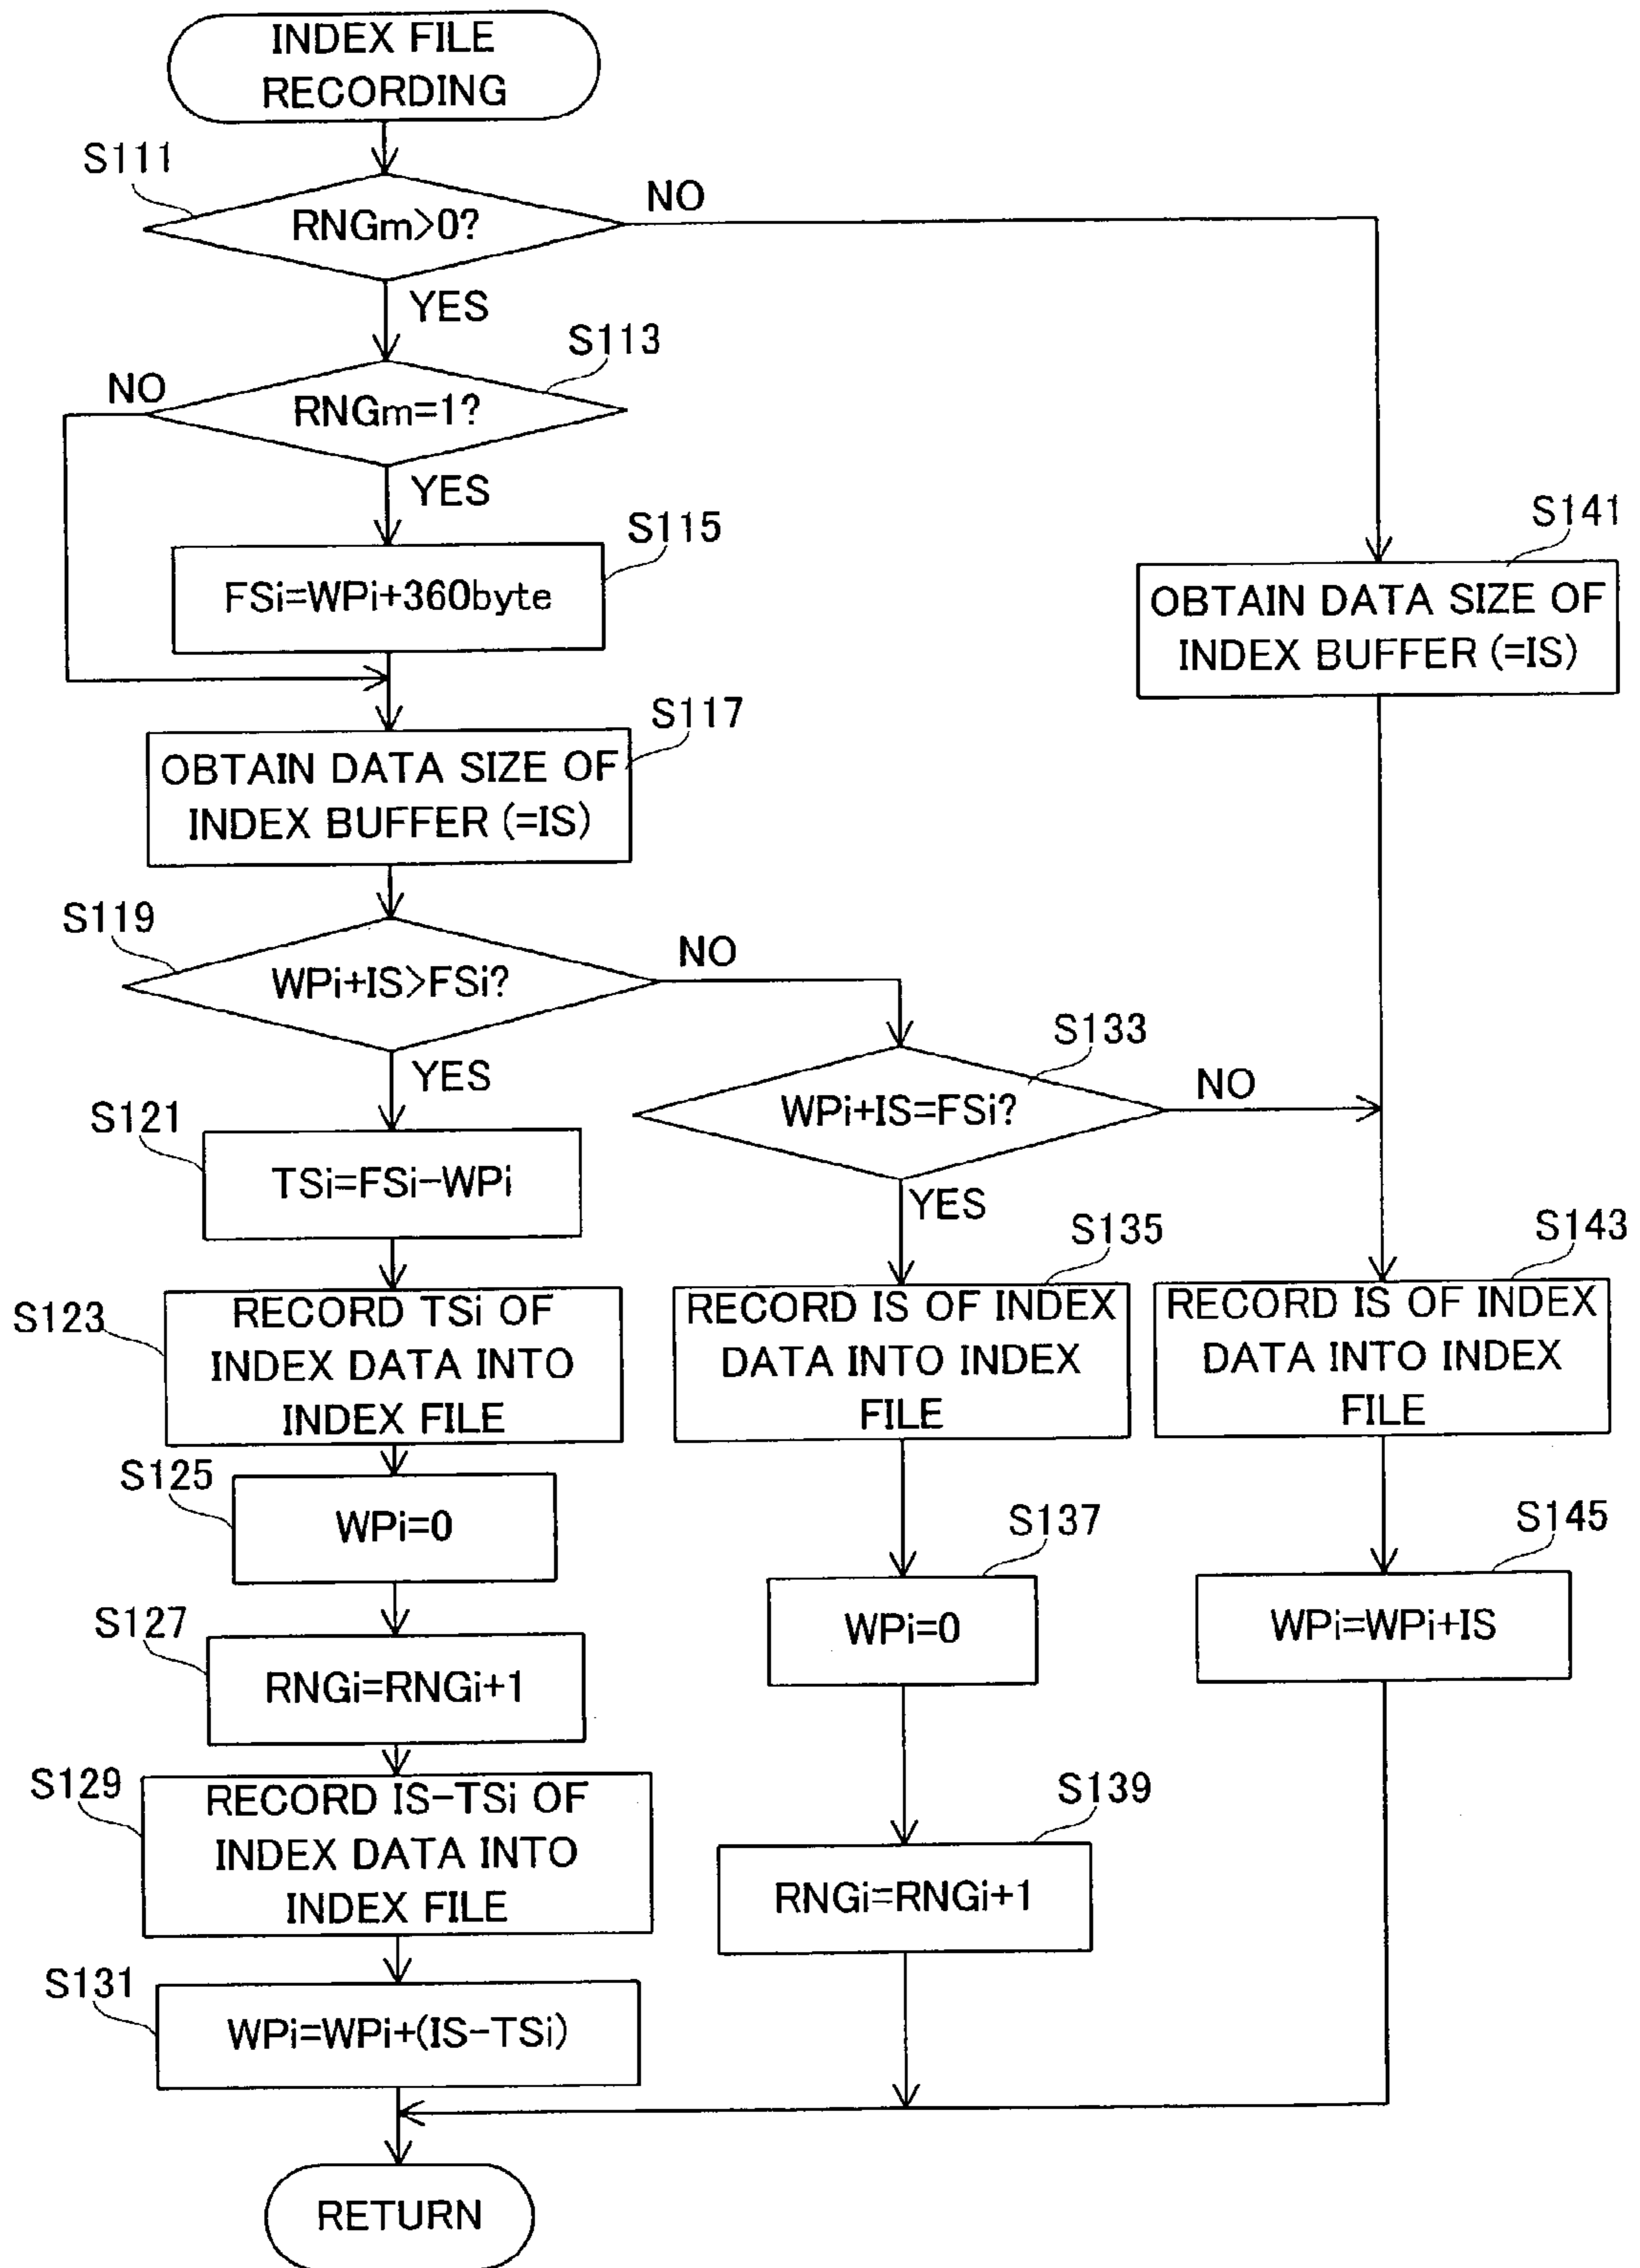 INDEX FILE
RECORDING
S111
RNGm>0?
NO
YES
S113
NO
RNGm=1?
YES
S115
FSi=WPi+360byte
S141
OBTAIN DATA SIZE OF
INDEX BUFFER (=IS)
S117
OBTAIN DATA SIZE OF
INDEX BUFFER (=IS)
S119
WPi+IS>FSi?
NO
YES
S133
WPi+IS=FSi?
NO
YES
S121
TSi=FSi-WPi
S123
RECORD TSi OF
INDEX DATA INTO
INDEX FILE
S135
RECORD IS OF INDEX
DATA INTO INDEX
FILE
S143
RECORD IS OF INDEX
DATA INTO INDEX
FILE
S125
WPi=0
S137
WPi=0
S145
WPi=WPi+IS
S127
RNGi=RNGi+1
S129
RECORD IS-TSi OF
INDEX DATA INTO
INDEX FILE
S139
RNGi=RNGi+1
S131
WPi=WPi+(IS-TSi)
RETURN